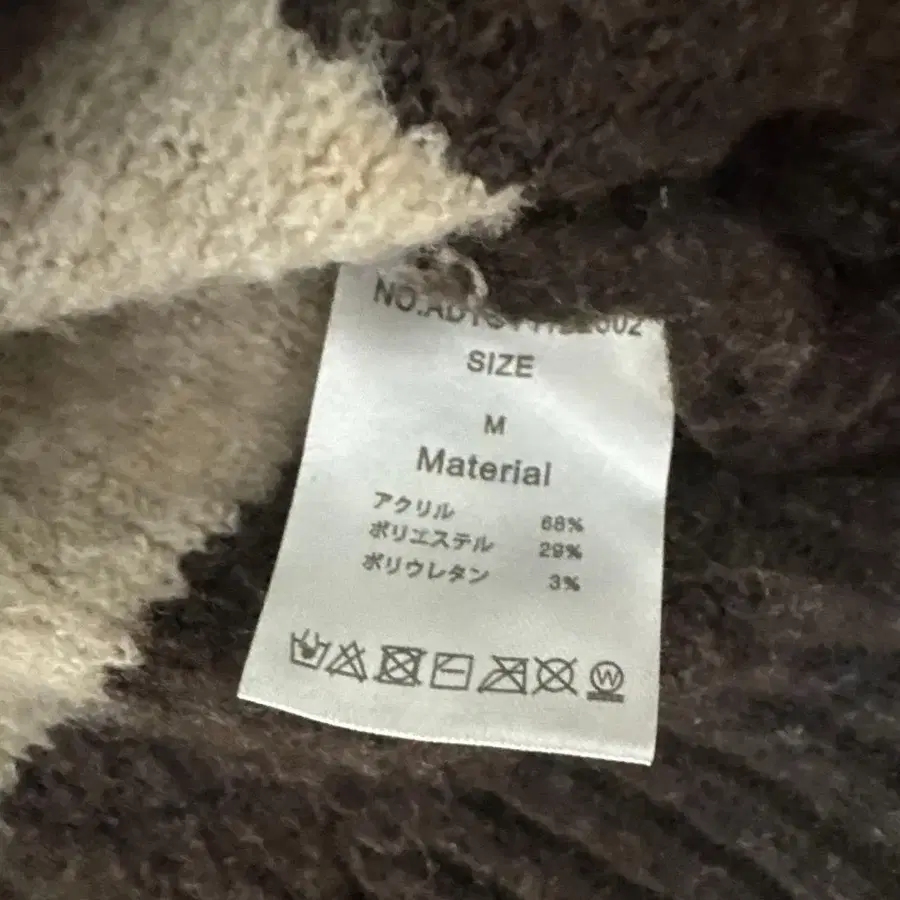 SIZE
M
Material
アクリル 68%
ポリエステル 29%
ポリウレタン 3%
W